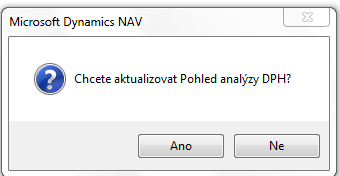 Microsoft Dynamics NAV
Chcete aktualizovat Pohled analýzy DPH?
Ano
Ne